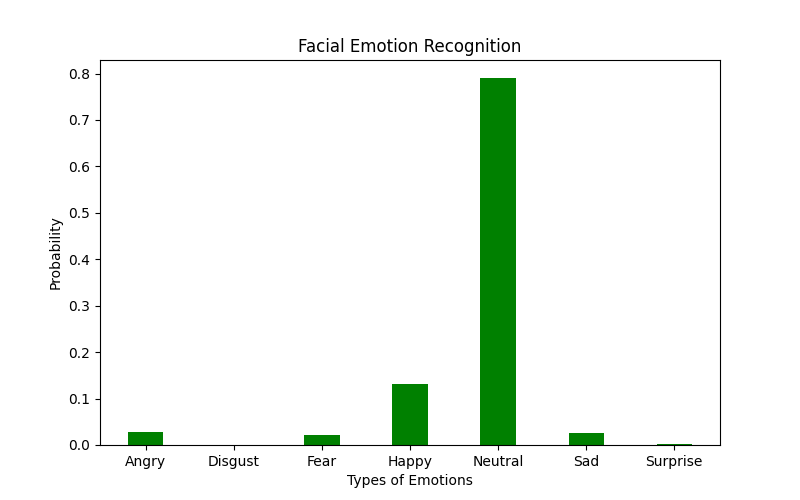 Facial Emotion Recognition
0.8
0.7
0.6
0.5
0.4
0.3
0.2
0.1
0.0
Probability
Angry Disgust Fear Happy Neutral Sad Surprise
Types of Emotions